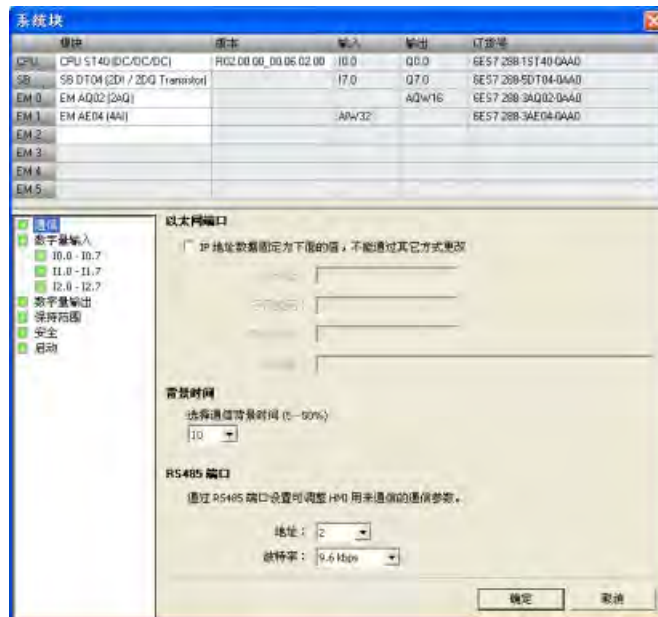 系统块
模块 版本 输入 输出 订货号
CPU CPU ST40 (DC/DC/DC) R02.00.00_00.06.02.00 I0.0 Q0.0 6ES7 288-1ST40-0AA0
SB SB DT04 (2DI / 2DQ Transistor) I7.0 Q7.0 6ES7 288-5DT04-0AA0
EM 0 EM AQ02 (2AQ) AQW16 6ES7 288-3AQ02-0AA0
EM 1 EM AE04 (4AI) AIW32 6ES7 288-3AE04-0AA0
EM 2
EM 3
EM 4
EM 5
通信
数字量输入
I0.0 - I0.7
I1.0 - I1.7
I2.0 - I2.7
数字量输出
保持范围
安全
启动
以太网端口
IP 地址数据固定为下面的值,不能通过其它方式更改
背景时间
选择通信背景时间 (5 - 50%)
10
RS485 端口
通过 RS485 端口设置可调整 HMI 用来通信的通信参数。
地址: 2
波特率: 9.6 kbps
确定 取消